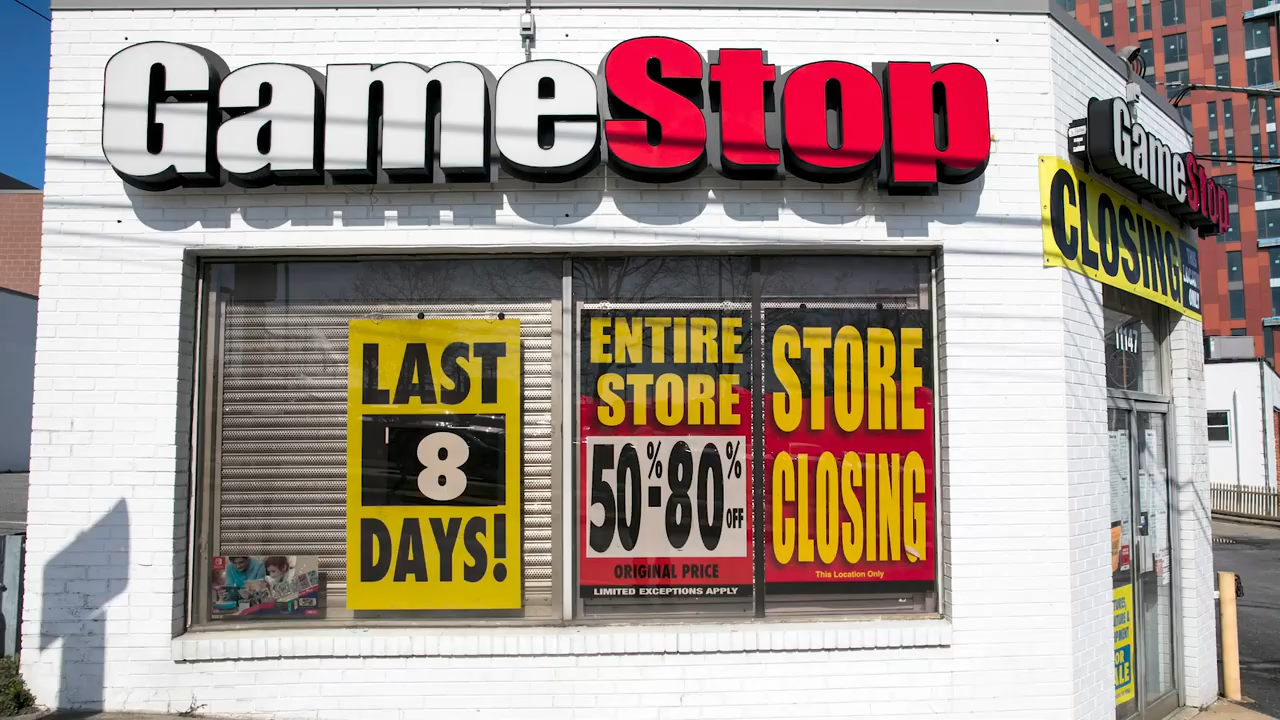 GameStop
GameStop
CLOSING
LAST
8
DAYS!
ENTIRE
STORE
50%-80%
OFF
ORIGINAL PRICE
LIMITED EXCEPTIONS APPLY
STORE
CLOSING
This Location Only
11147